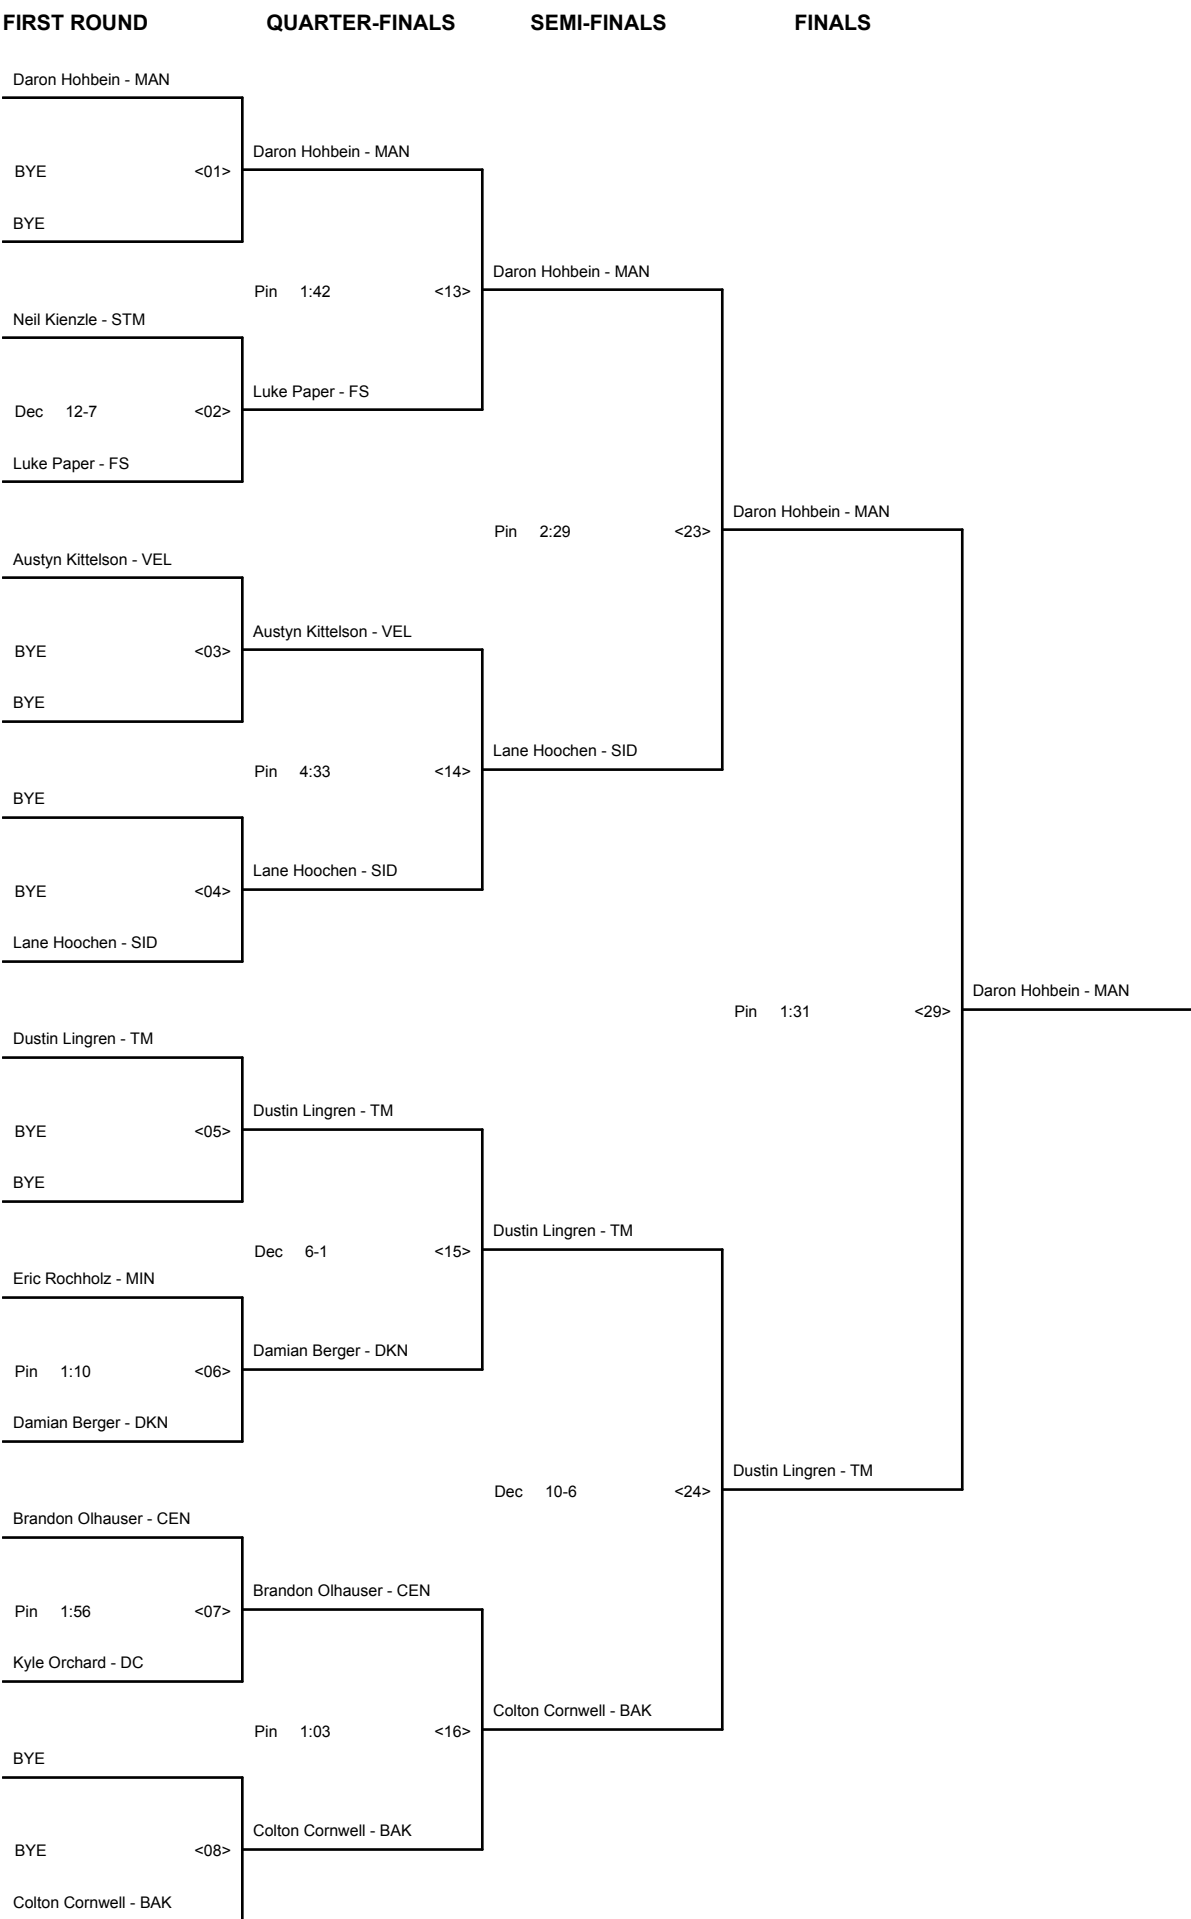 FIRST ROUND QUARTER-FINALS SEMI-FINALS FINALS
Daron Hohbein - MAN
Daron Hohbein - MAN
BYE <01>
BYE
Daron Hohbein - MAN
Pin 1:42 <13>
Neil Kienzle - STM
Luke Paper - FS
Dec 12-7 <02>
Luke Paper - FS
Daron Hohbein - MAN
Pin 2:29 <23>
Austyn Kittelson - VEL
Austyn Kittelson - VEL
BYE <03>
BYE
Lane Hoochen - SID
Pin 4:33 <14>
BYE
Lane Hoochen - SID
BYE <04>
Lane Hoochen - SID
Daron Hohbein - MAN
Pin 1:31 <29>
Dustin Lingren - TM
Dustin Lingren - TM
BYE <05>
BYE
Dustin Lingren - TM
Dec 6-1 <15>
Eric Rochholz - MIN
Damian Berger - DKN
Pin 1:10 <06>
Damian Berger - DKN
Dustin Lingren - TM
Dec 10-6 <24>
Brandon Olhauser - CEN
Brandon Olhauser - CEN
Pin 1:56 <07>
Kyle Orchard - DC
Colton Cornwell - BAK
Pin 1:03 <16>
BYE
Colton Cornwell - BAK
BYE <08>
Colton Cornwell - BAK